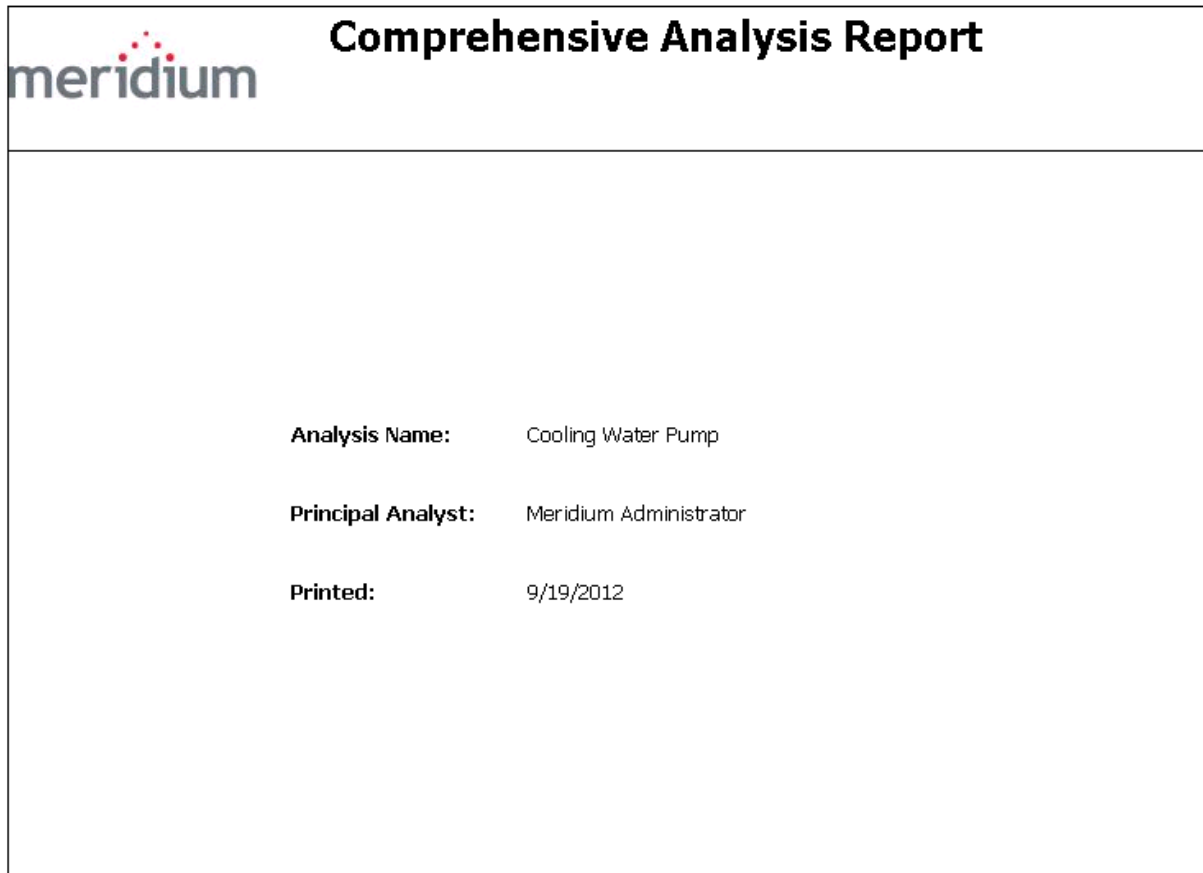 Comprehensive Analysis Report
meridium
Analysis Name: Cooling Water Pump
Principal Analyst: Meridium Administrator
Printed: 9/19/2012